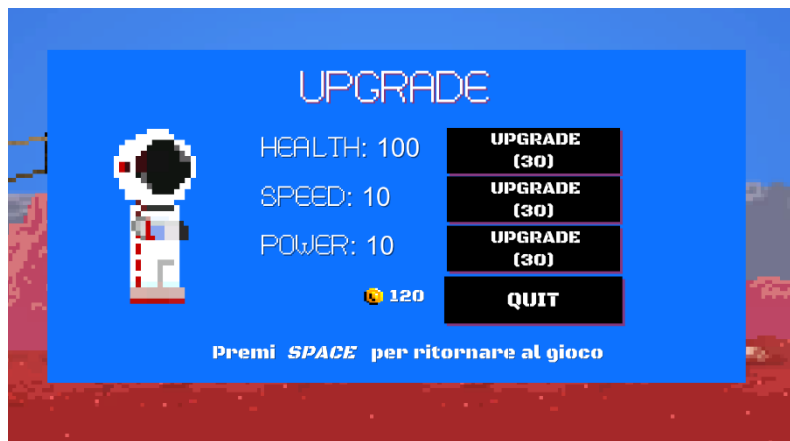 UPGRADE
HEALTH: 100
UPGRADE
(30)
SPEED: 10
UPGRADE
(30)
POWER: 10
UPGRADE
(30)
120
QUIT
Premi SPACE per ritornare al gioco